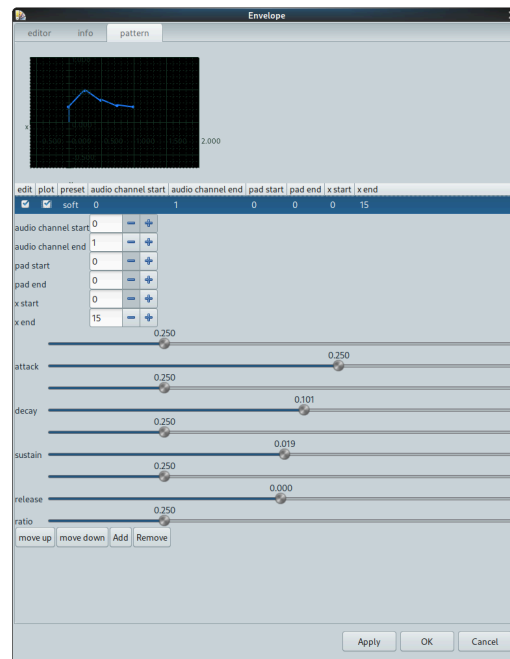 Envelope
editor info pattern
2.000
edit plot preset audio channel start audio channel end pad start pad end x start x end
soft 0 1 0 0 0 15
audio channel start 0
audio channel end 1
pad start 0
pad end 0
x start 0
x end 15
0.250
attack 0.250
0.250
decay 0.101
0.250
sustain 0.019
0.250
release 0.000
ratio 0.250
move up move down Add Remove
Apply OK Cancel